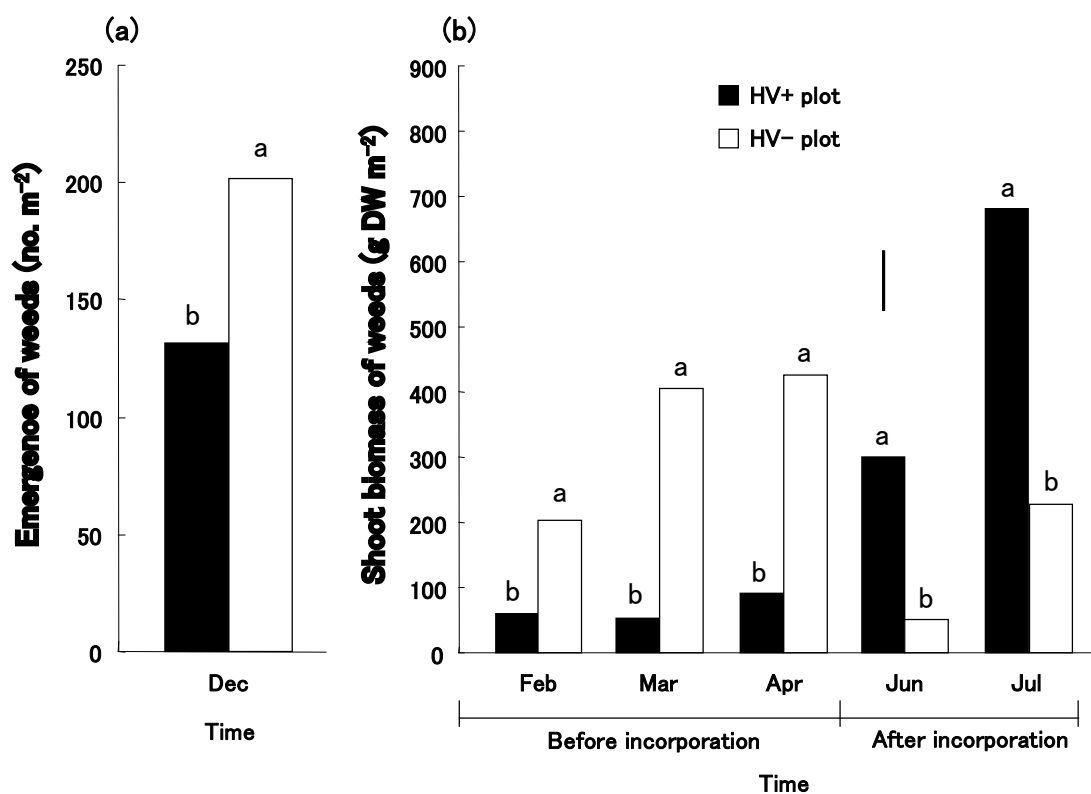 (a)
250
200
150
100
50
0
Emergence of weeds (no. m⁻²)
b
a
Dec
Time
(b)
900
800
700
600
500
400
300
200
100
0
Shoot biomass of weeds (g DW m⁻²)
HV+ plot
HV− plot
b
a
b
a
b
a
a
b
a
b
Feb Mar Apr Jun Jul
Before incorporation After incorporation
Time